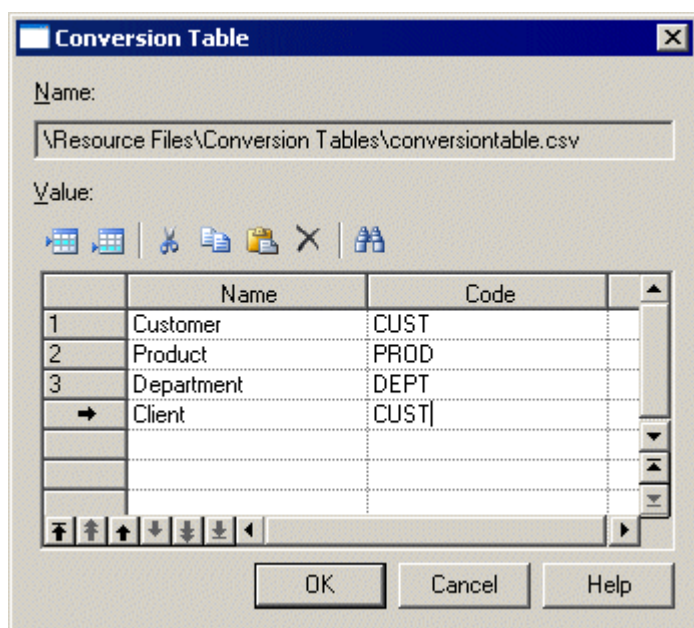 Conversion Table
Name:
\Resource Files\Conversion Tables\conversiontable.csv
Value:
Name Code
1 Customer CUST
2 Product PROD
3 Department DEPT
Client CUST
OK Cancel Help